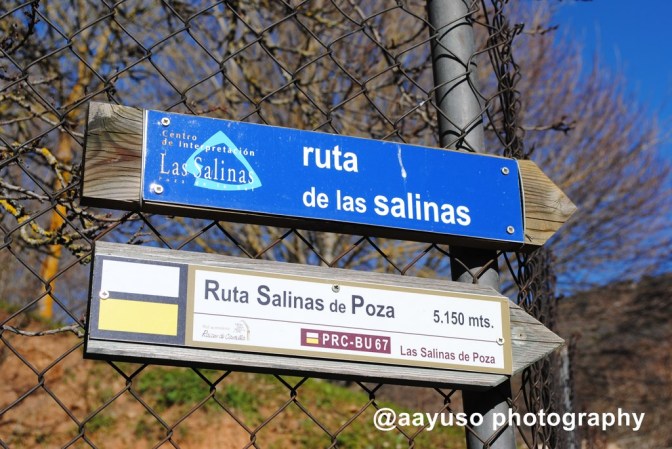 Centro
de Interpretación
Las Salinas
ruta
de las salinas
Ruta Salinas de Poza
5.150 mts.
PRC-BU 67
Las Salinas de Poza
@aayuso photography